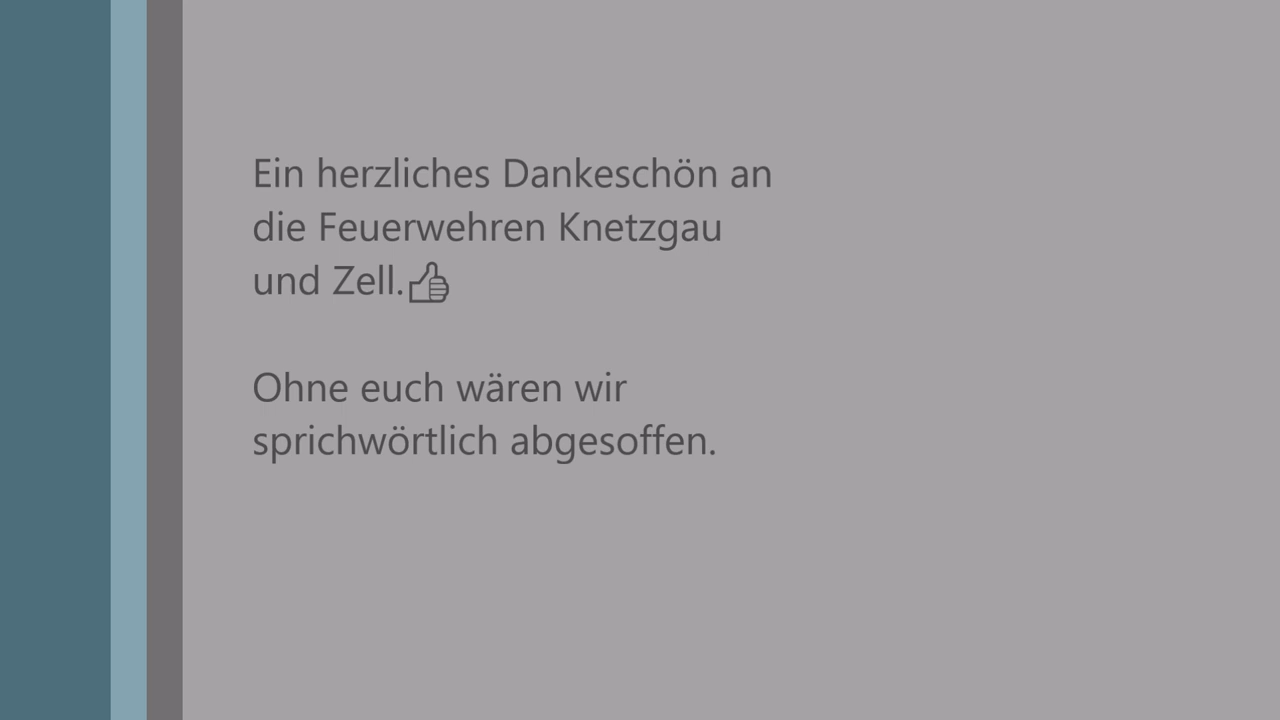 Ein herzliches Dankeschön an
die Feuerwehren Knetzgau
und Zell.👍
Ohne euch wären wir
sprichwörtlich abgesoffen.